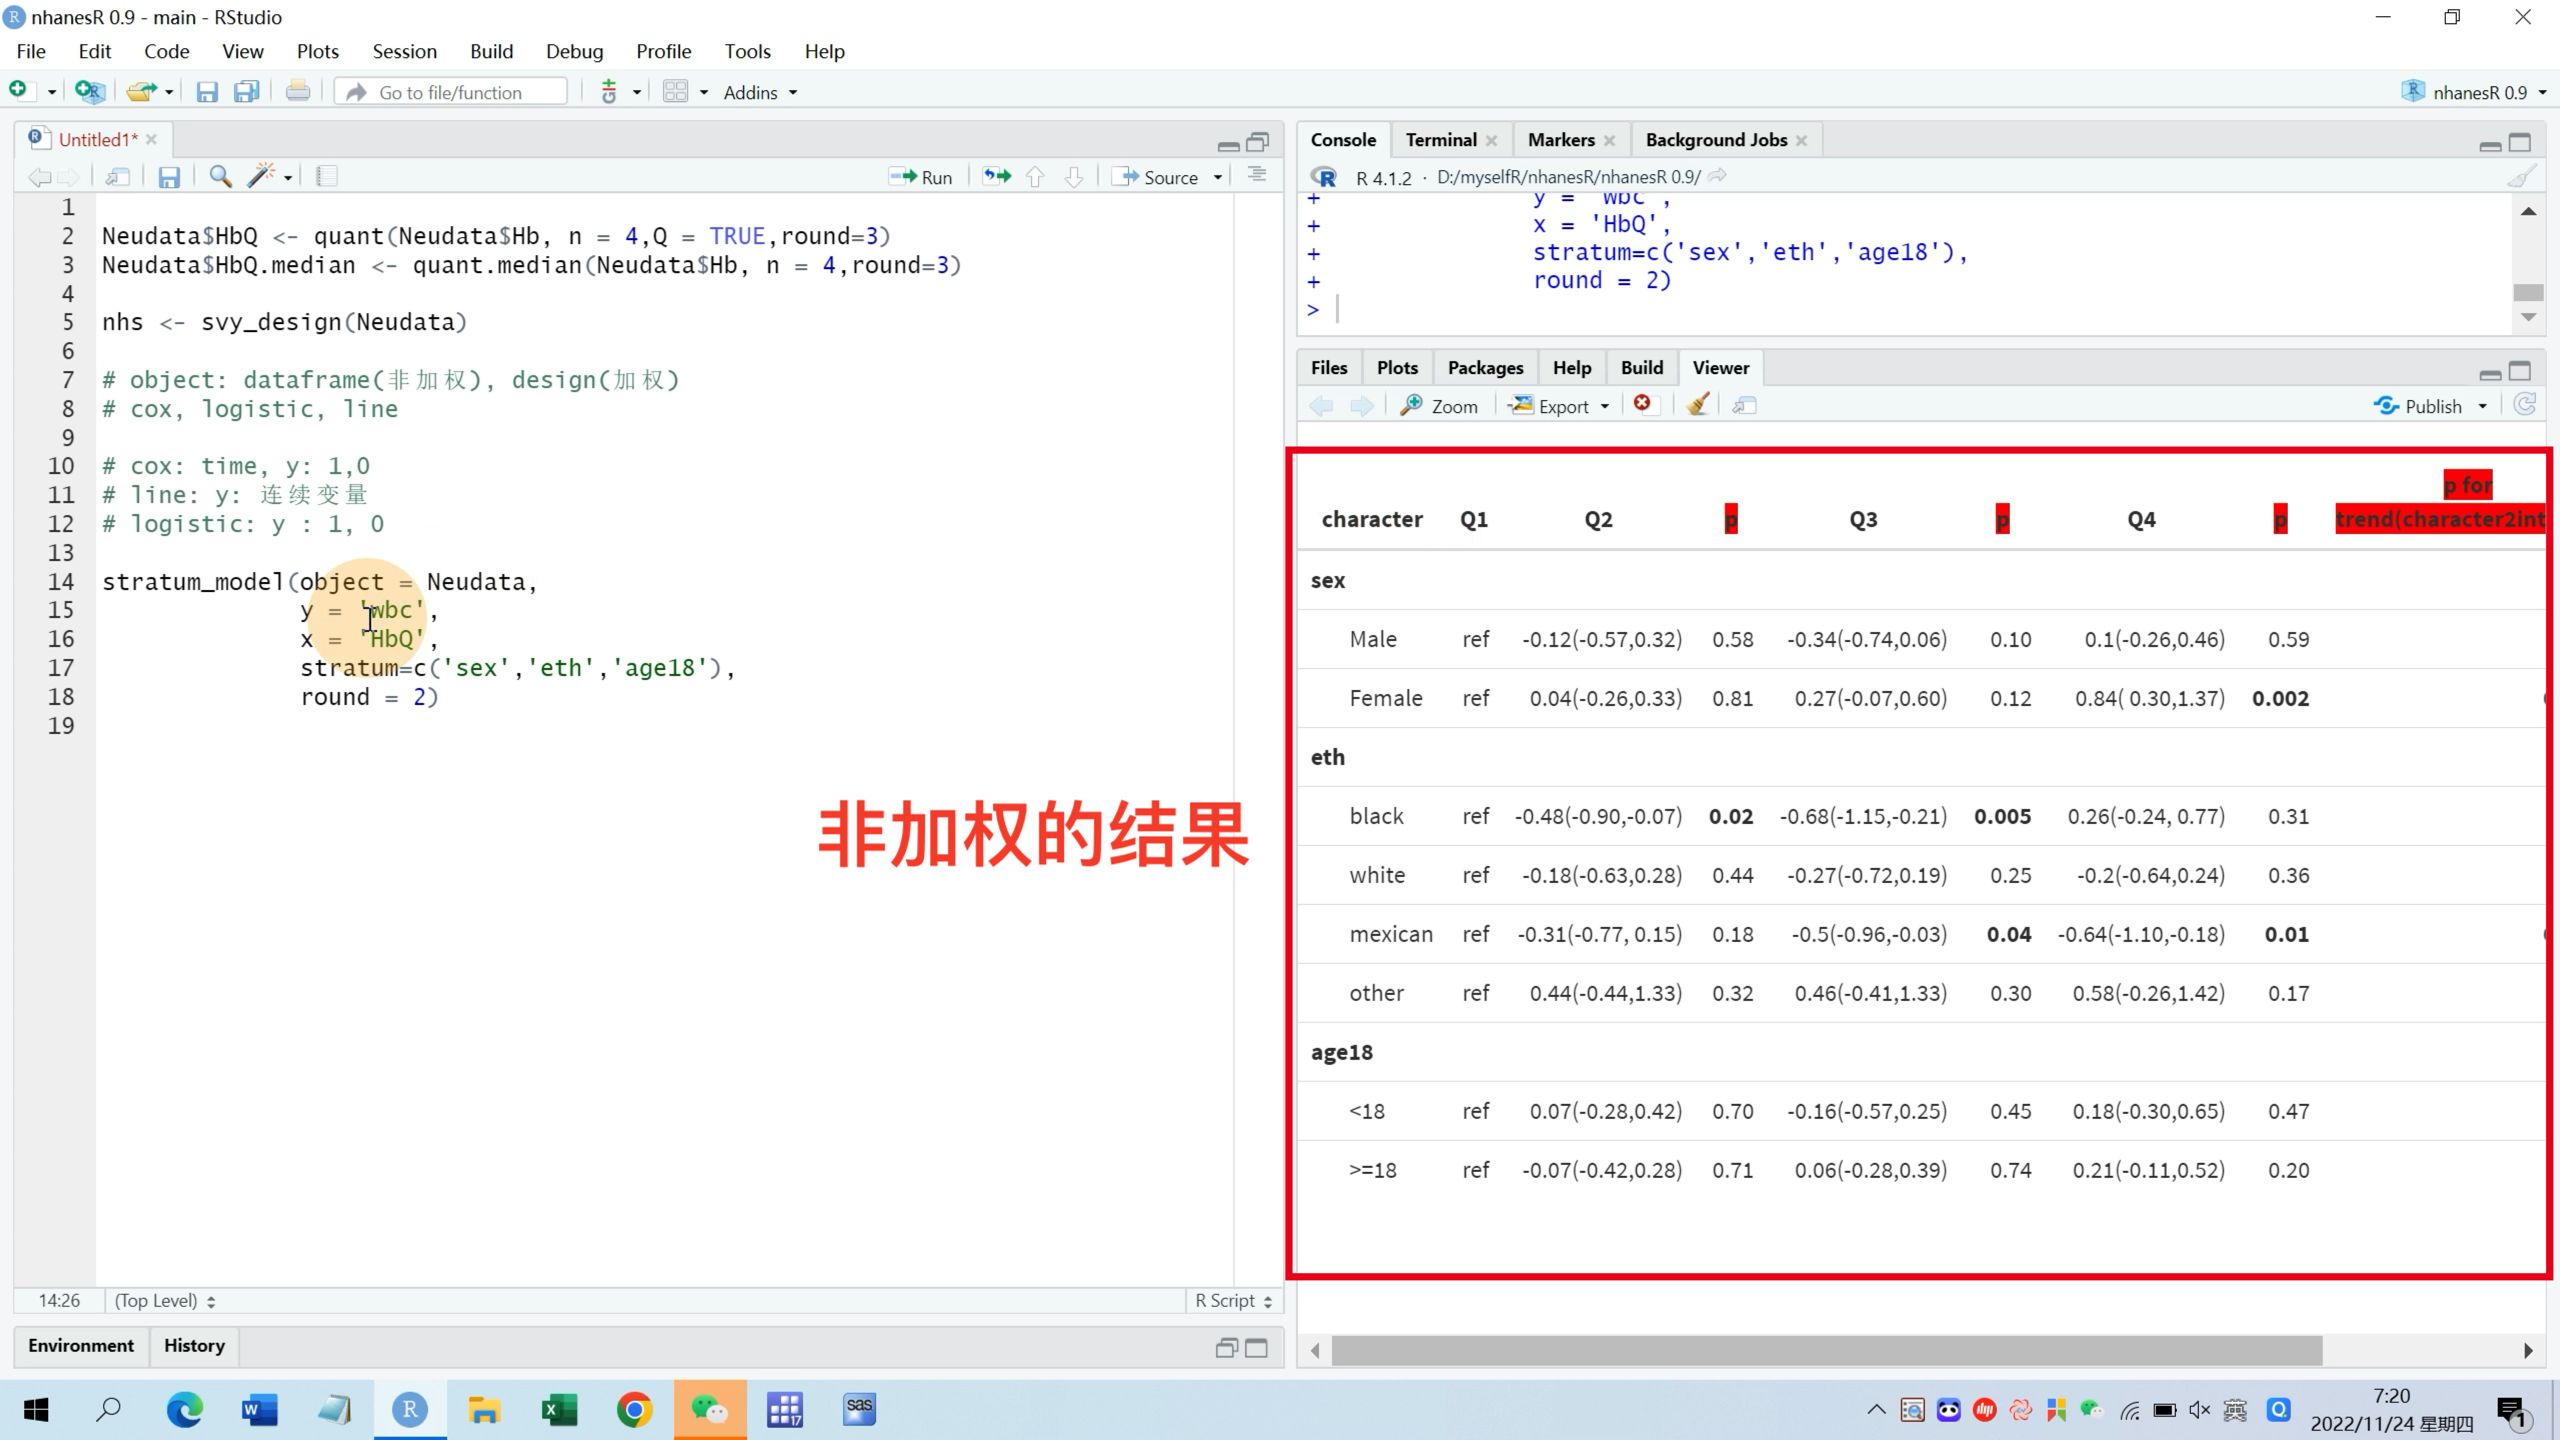 nhanesR 0.9 - main - RStudio
File Edit Code View Plots Session Build Debug Profile Tools Help
Go to file/function Addins nhanesR 0.9
Untitled1*
Run Source
1
2 Neudata$HbQ <- quant(Neudata$Hb, n = 4,Q = TRUE,round=3)
3 Neudata$HbQ.median <- quant.median(Neudata$Hb, n = 4,round=3)
4
5 nhs <- svy_design(Neudata)
6
7 # object: dataframe(非加权), design(加权)
8 # cox, logistic, line
9
10 # cox: time, y: 1,0
11 # line: y: 连续变量
12 # logistic: y : 1, 0
13
14 stratum_model(object = Neudata,
15 y = 'wbc',
16 x = 'HbQ',
17 stratum=c('sex','eth','age18'),
18 round = 2)
19
非加权的结果
14:26 (Top Level) R Script
Environment History
Console Terminal Markers Background Jobs
R 4.1.2 · D:/myselfR/nhanesR/nhanesR 0.9/
+ y = 'wbc',
+ x = 'HbQ',
+ stratum=c('sex','eth','age18'),
+ round = 2)
>
Files Plots Packages Help Build Viewer
Zoom Export Publish
p for
character Q1 Q2 p Q3 p Q4 p trend(character2int
sex
Male ref -0.12(-0.57,0.32) 0.58 -0.34(-0.74,0.06) 0.10 0.1(-0.26,0.46) 0.59
Female ref 0.04(-0.26,0.33) 0.81 0.27(-0.07,0.60) 0.12 0.84( 0.30,1.37) 0.002
eth
black ref -0.48(-0.90,-0.07) 0.02 -0.68(-1.15,-0.21) 0.005 0.26(-0.24, 0.77) 0.31
white ref -0.18(-0.63,0.28) 0.44 -0.27(-0.72,0.19) 0.25 -0.2(-0.64,0.24) 0.36
mexican ref -0.31(-0.77, 0.15) 0.18 -0.5(-0.96,-0.03) 0.04 -0.64(-1.10,-0.18) 0.01
other ref 0.44(-0.44,1.33) 0.32 0.46(-0.41,1.33) 0.30 0.58(-0.26,1.42) 0.17
age18
<18 ref 0.07(-0.28,0.42) 0.70 -0.16(-0.57,0.25) 0.45 0.18(-0.30,0.65) 0.47
>=18 ref -0.07(-0.42,0.28) 0.71 0.06(-0.28,0.39) 0.74 0.21(-0.11,0.52) 0.20
7:20
2022/11/24 星期四